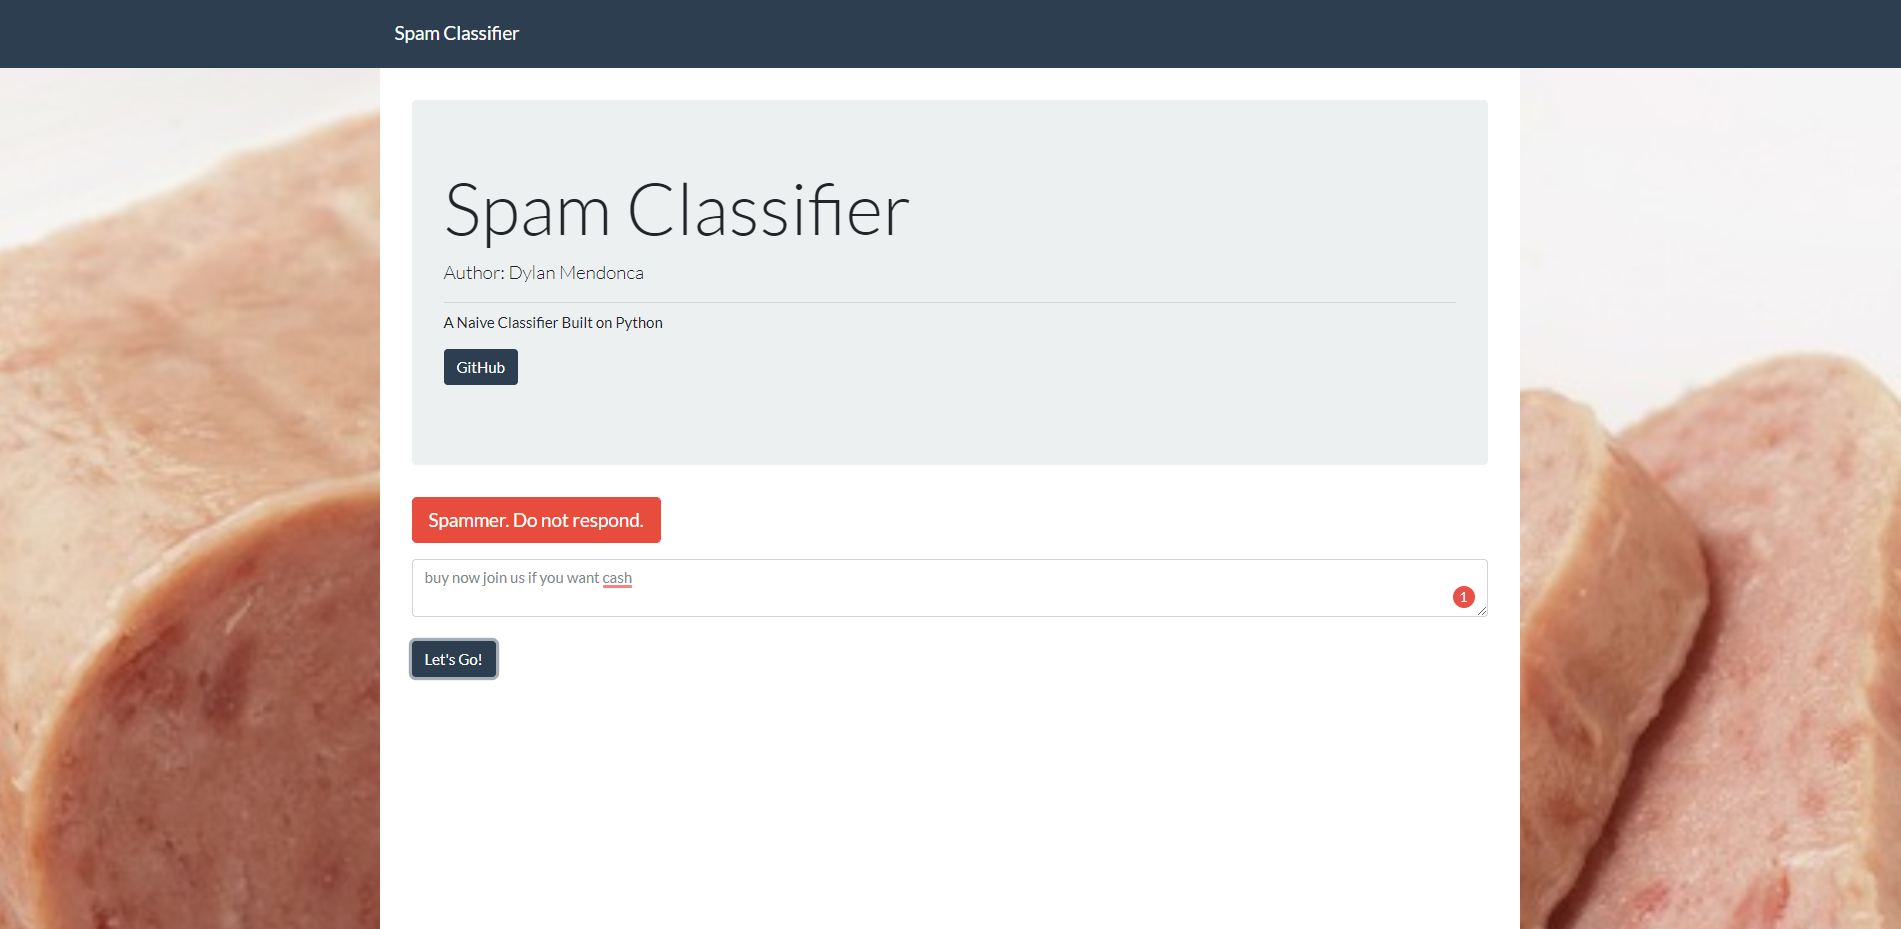 Spam Classifier
Spam Classifier
Author: Dylan Mendonca
A Naive Classifier Built on Python
GitHub
Spammer. Do not respond.
buy now join us if you want cash
1
Let's Go!